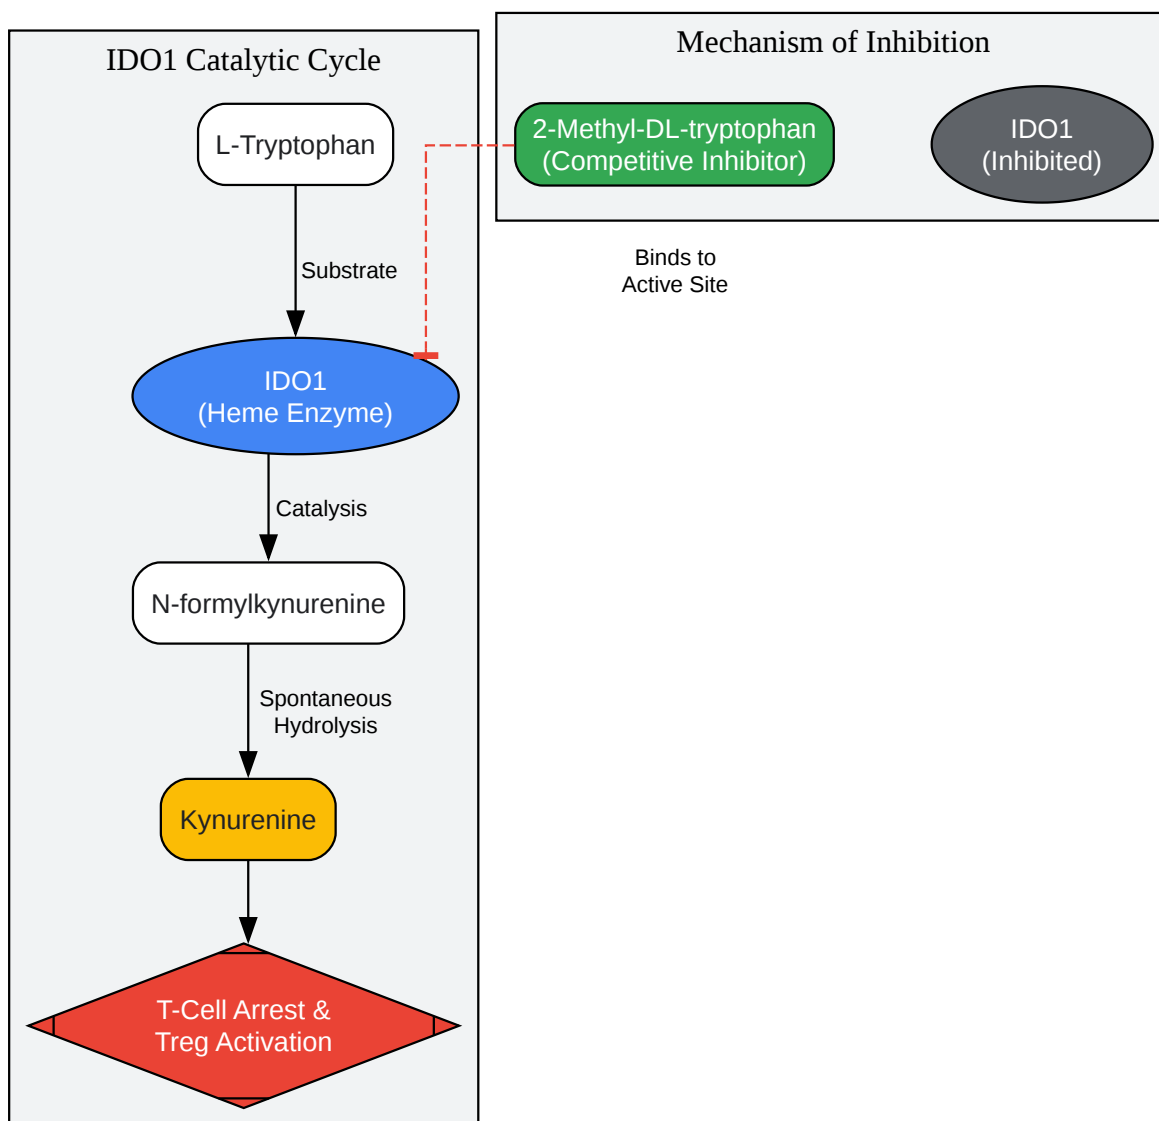 IDO1 Catalytic Cycle
L-Tryptophan
Substrate
IDO1
(Heme Enzyme)
Catalysis
N-formylkynurenine
Spontaneous
Hydrolysis
Kynurenine
T-Cell Arrest &
Treg Activation
Mechanism of Inhibition
2-Methyl-DL-tryptophan
(Competitive Inhibitor)
IDO1
(Inhibited)
Binds to
Active Site